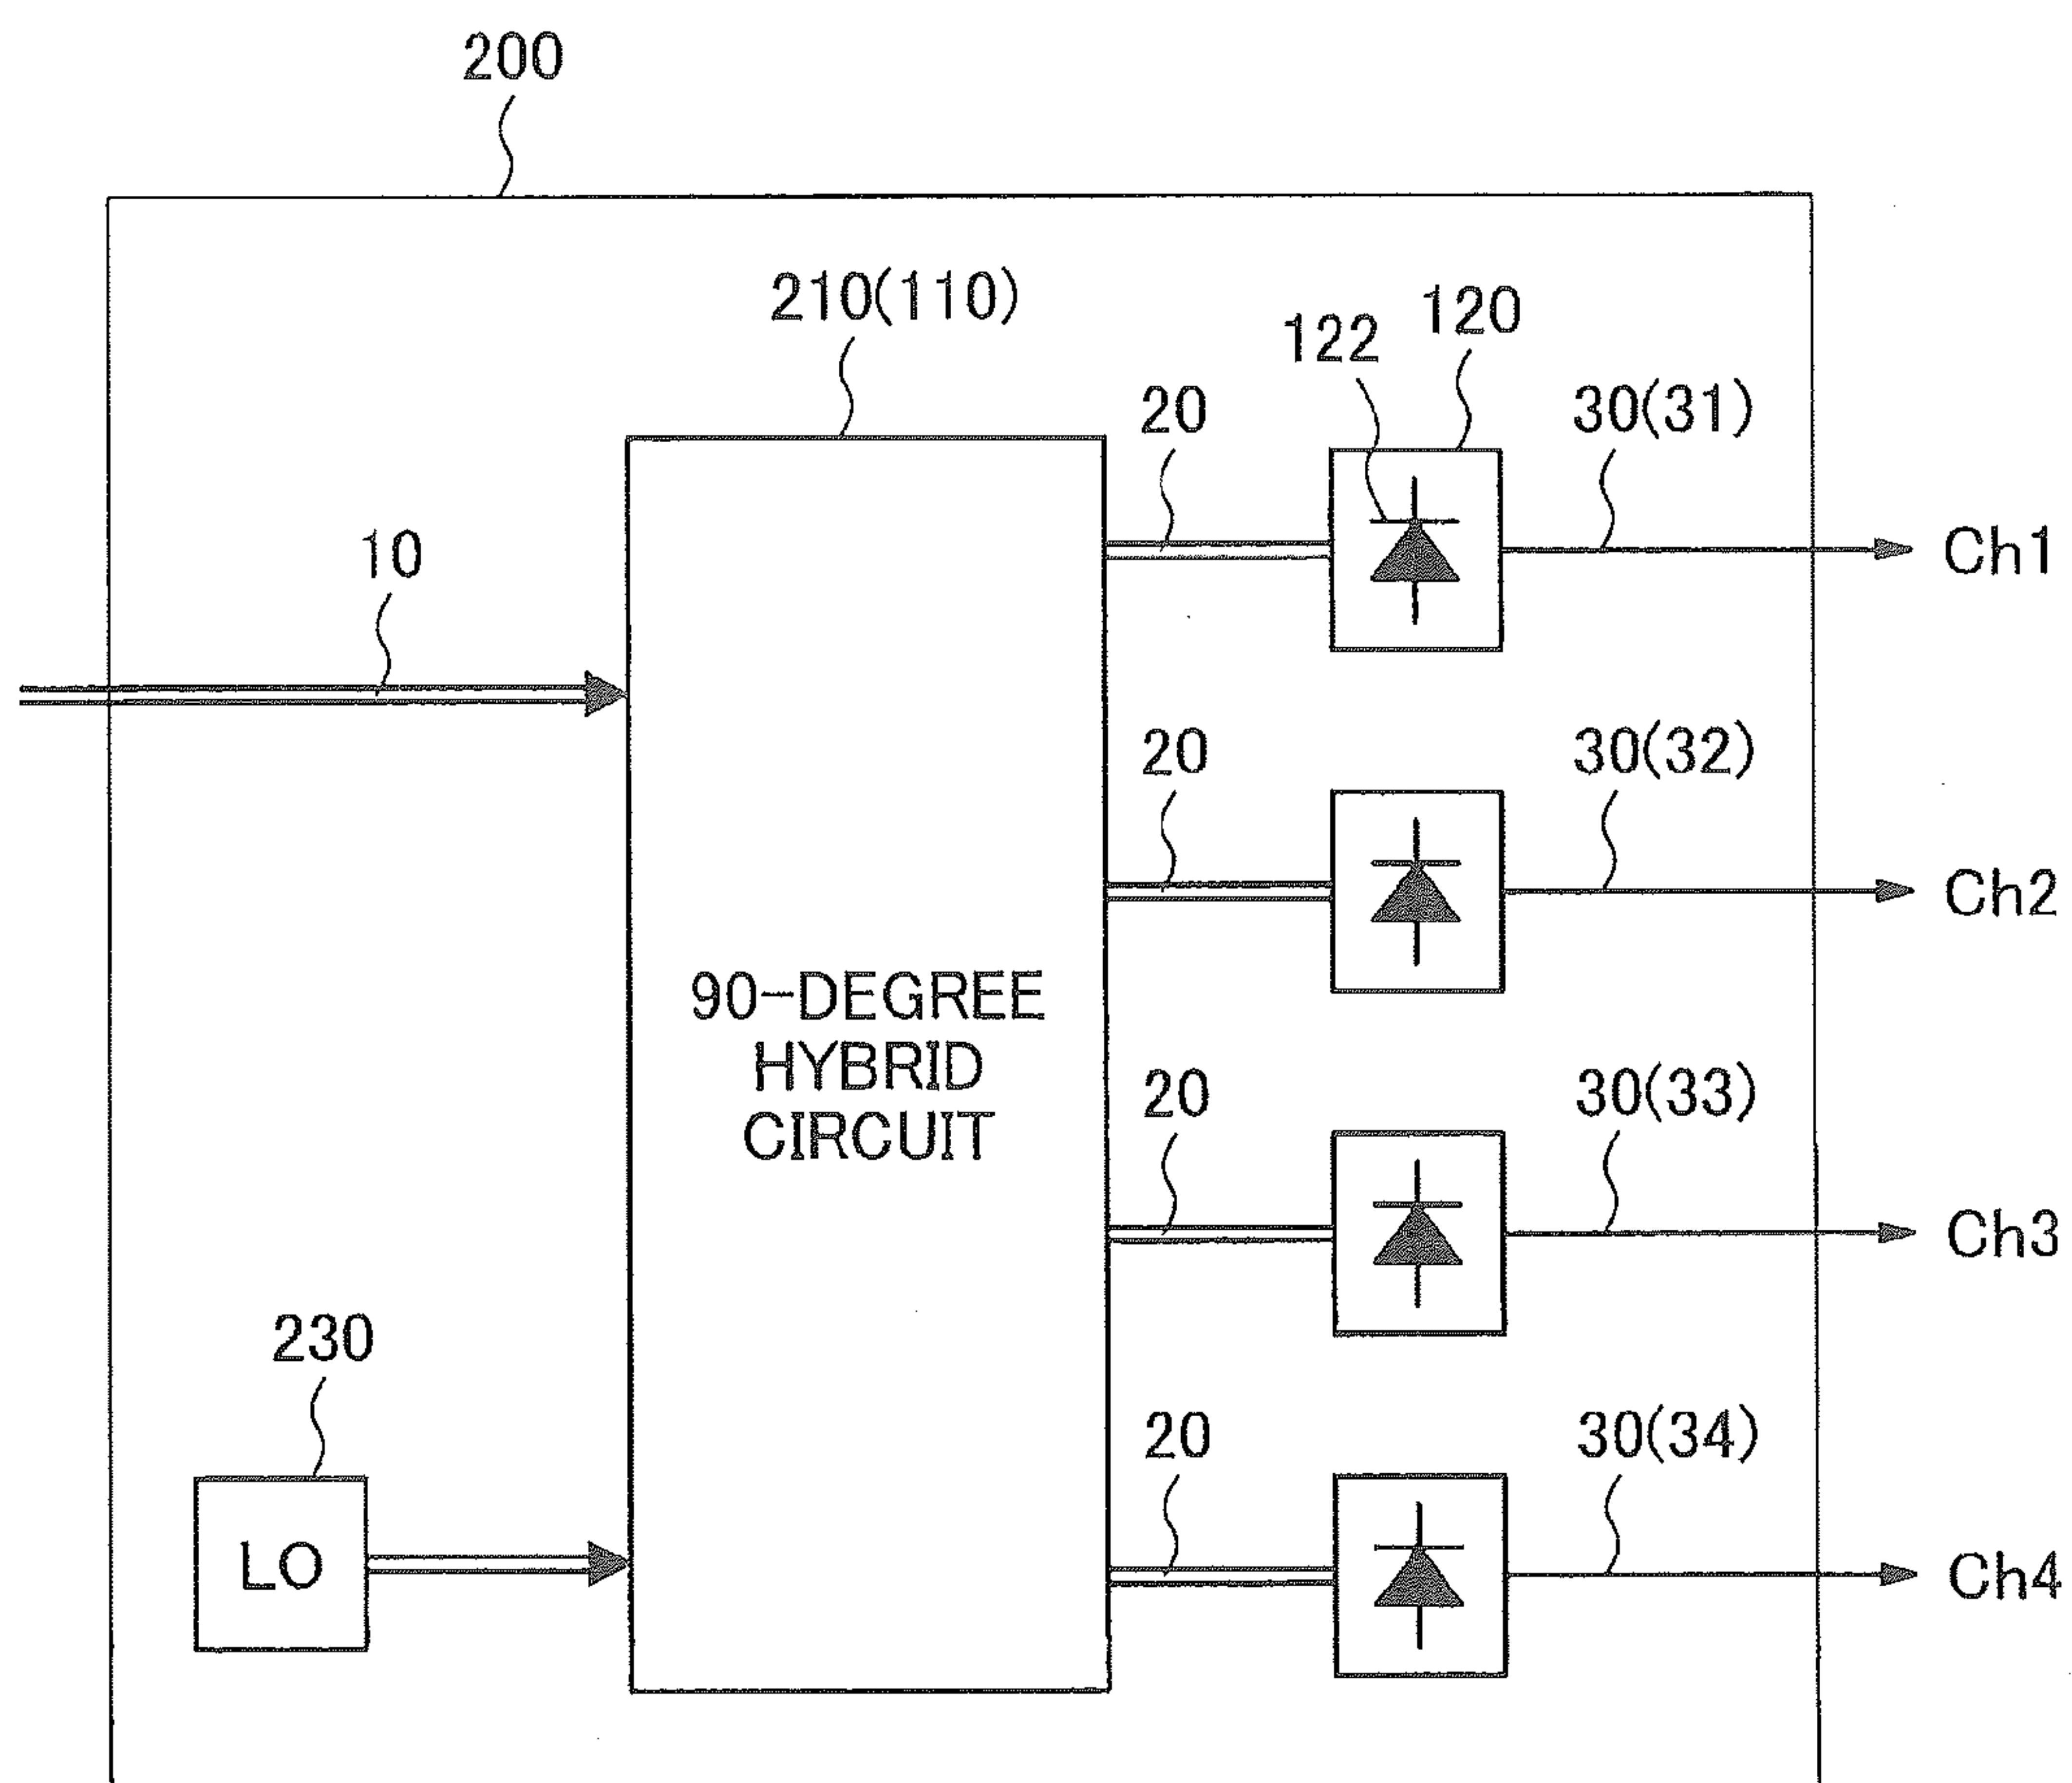 200
210(110)
120
122
20
30(31)
Ch1
10
20
30(32)
Ch2
90-DEGREE
HYBRID
CIRCUIT
20
30(33)
Ch3
230
20
30(34)
LO
Ch4